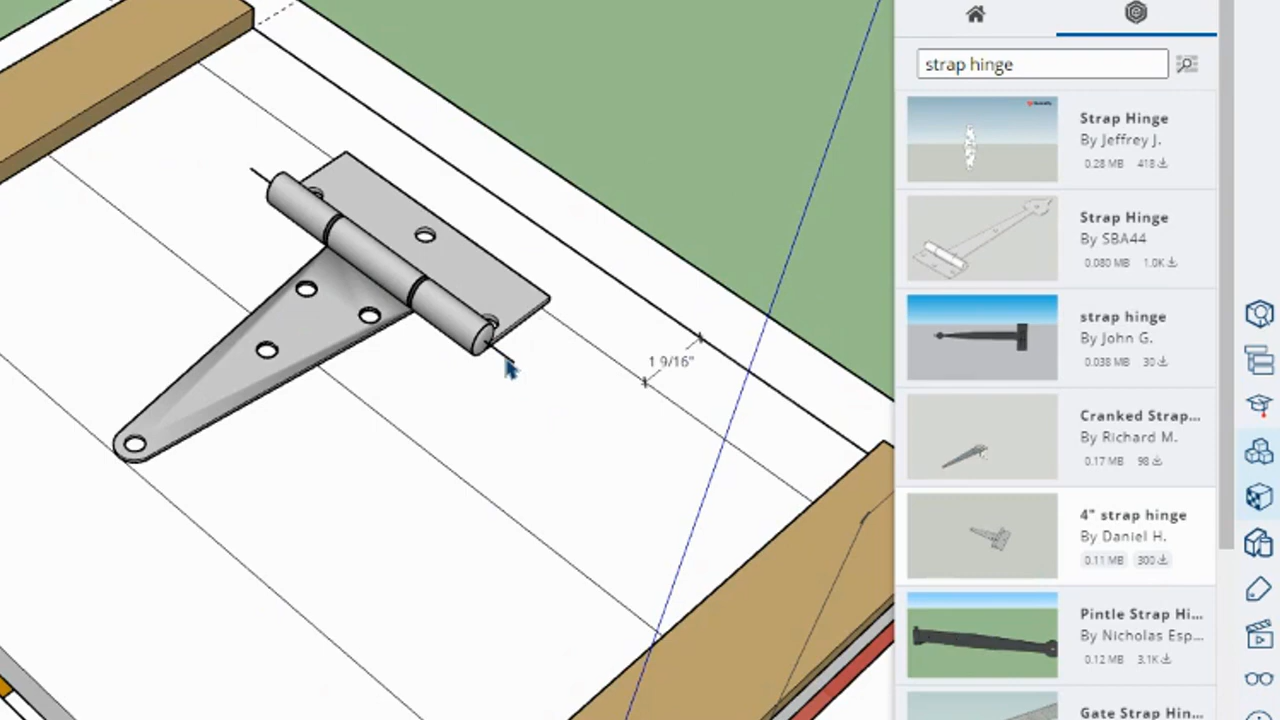 strap hinge
Strap Hinge
By Jeffrey J.
0.28 MB 418
Strap Hinge
By SBA44
0.080 MB 1.0K
strap hinge
By John G.
0.038 MB 30
Cranked Strap...
By Richard M.
0.17 MB 98
4" strap hinge
By Daniel H.
0.11 MB 300
Pintle Strap Hi...
By Nicholas Esp...
0.12 MB 3.1K
Gate Strap Hin...
1 9/16"